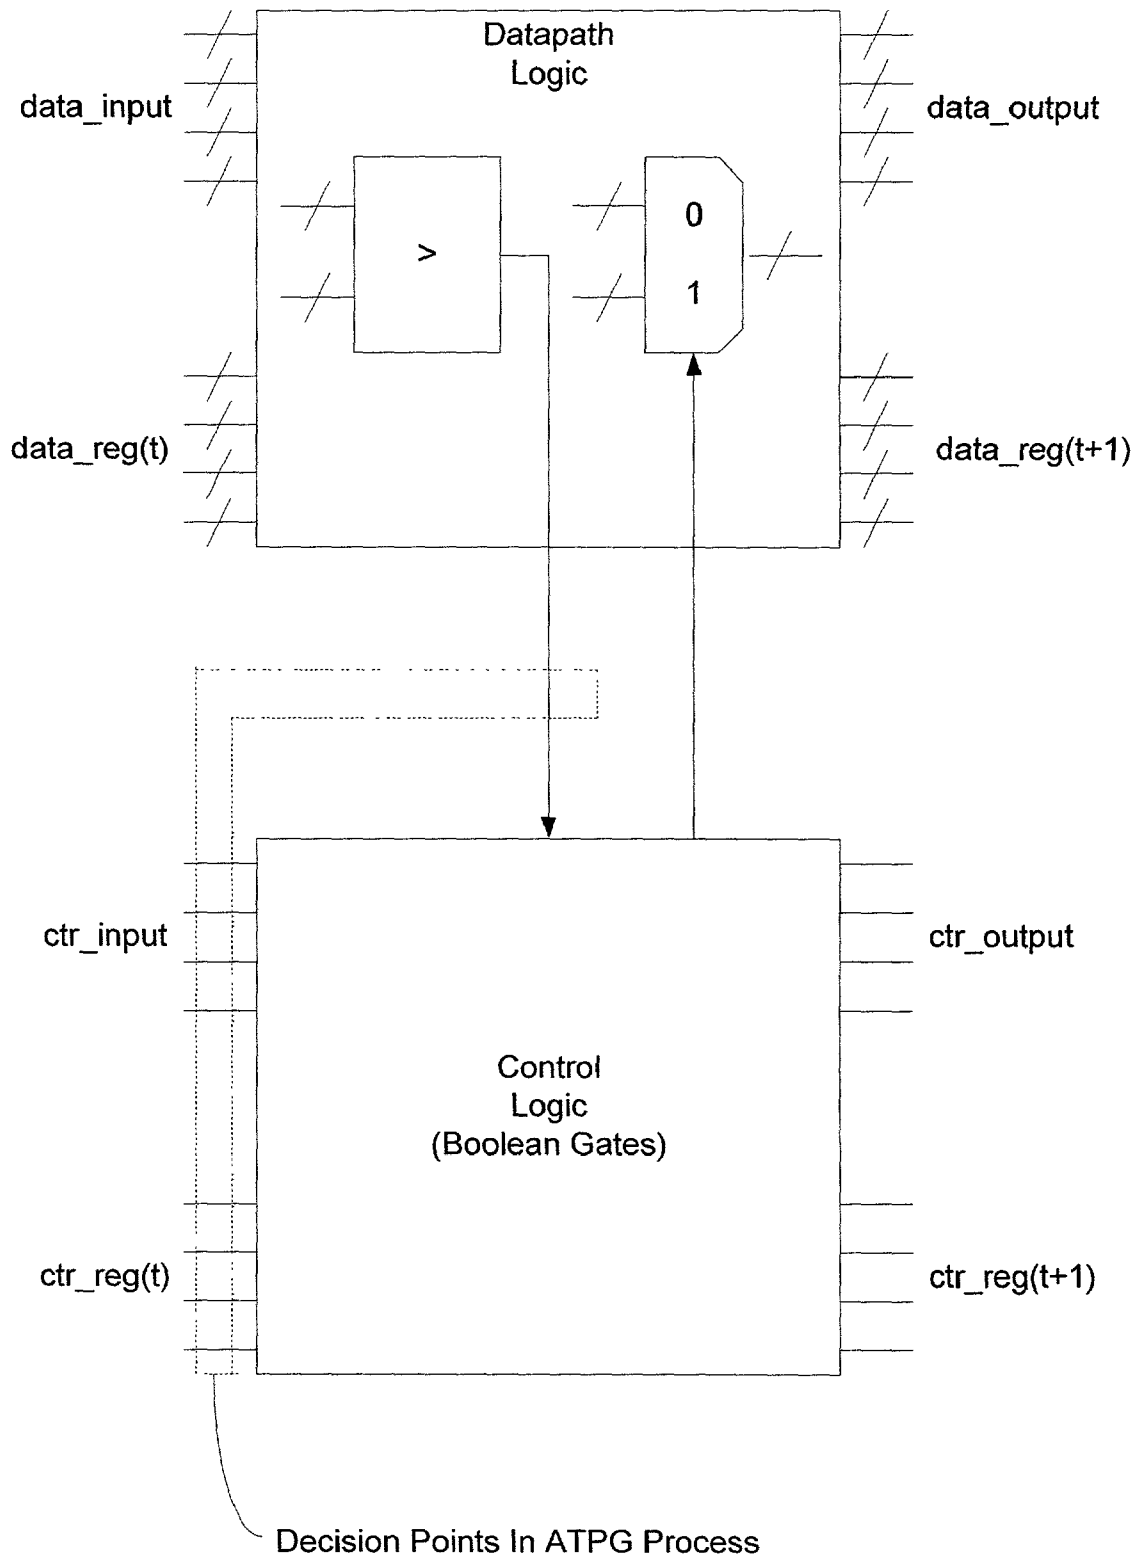 Datapath
Logic
data_input
data_output
>
0
1
data_reg(t)
data_reg(t+1)
ctr_input
ctr_output
Control
Logic
(Boolean Gates)
ctr_reg(t)
ctr_reg(t+1)
Decision Points In ATPG Process